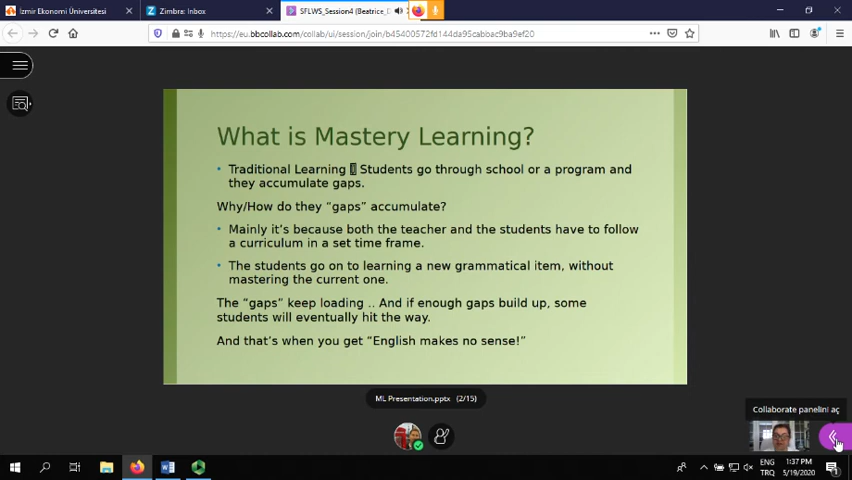 İzmir Ekonomi Üniversitesi
Zimbra: Inbox
SFLWS_Session4 (Beatrice_D
https://eu.bbcollab.com/collab/ui/session/join/b45400572fd144da95cabbac9ba9ef20
What is Mastery Learning?
• Traditional Learning Students go through school or a program and
they accumulate gaps.
Why/How do they “gaps” accumulate?
• Mainly it’s because both the teacher and the students have to follow
a curriculum in a set time frame.
• The students go on to learning a new grammatical item, without
mastering the current one.
The “gaps” keep loading .. And if enough gaps build up, some
students will eventually hit the way.
And that’s when you get “English makes no sense!”
ML Presentation.pptx (2/15)
Collaborate panelini aç
ENG
TRQ
1:37 PM
5/19/2020